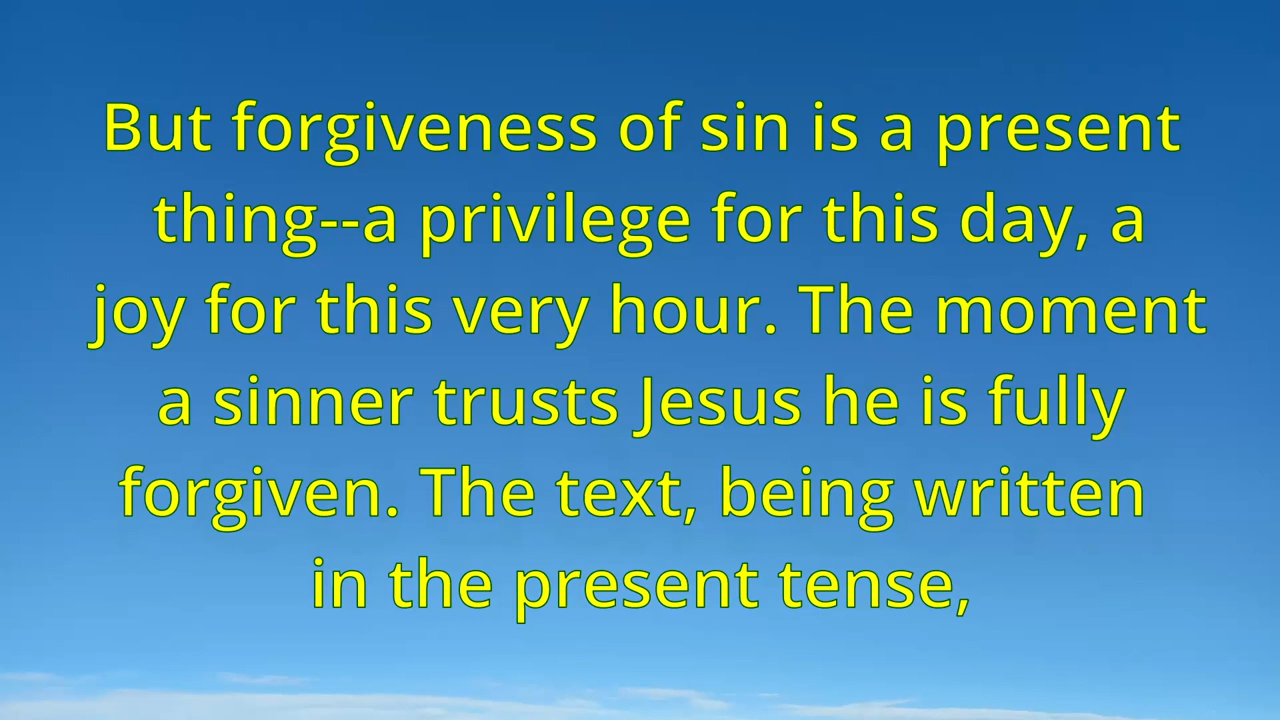 But forgiveness of sin is a present
thing--a privilege for this day, a
joy for this very hour. The moment
a sinner trusts Jesus he is fully
forgiven. The text, being written
in the present tense,